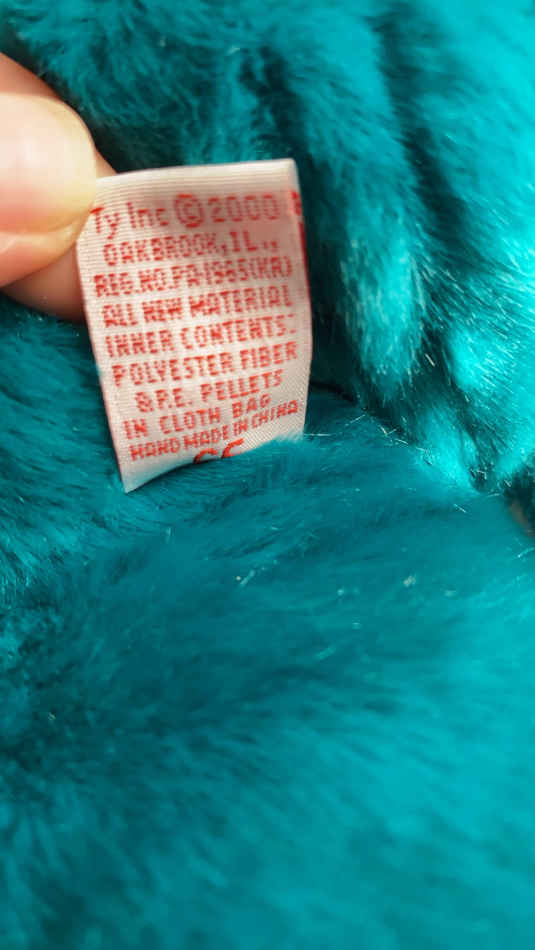 Ty Inc © 2000
OAKBROOK, IL.,
REG.NO.PA-1965(KR)
ALL NEW MATERIAL
INNER CONTENTS:
POLYESTER FIBER
& P.E. PELLETS
IN CLOTH BAG
HAND MADE IN CHINA
CE